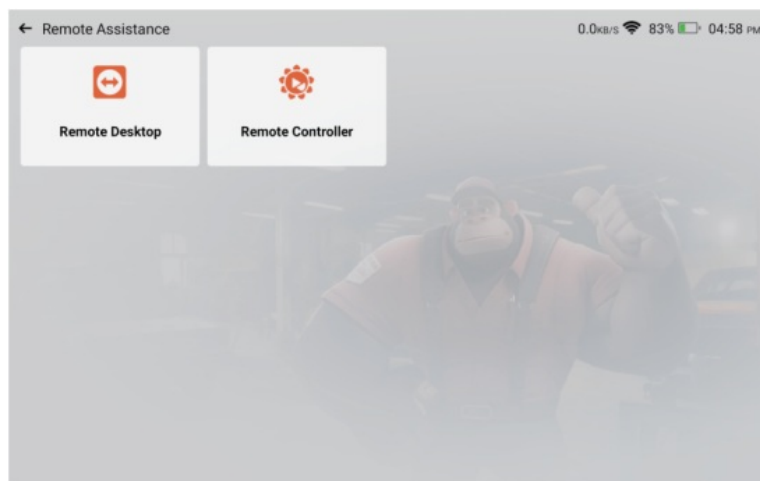 Remote Assistance
0.0KB/S 83% 04:58 PM
Remote Desktop
Remote Controller